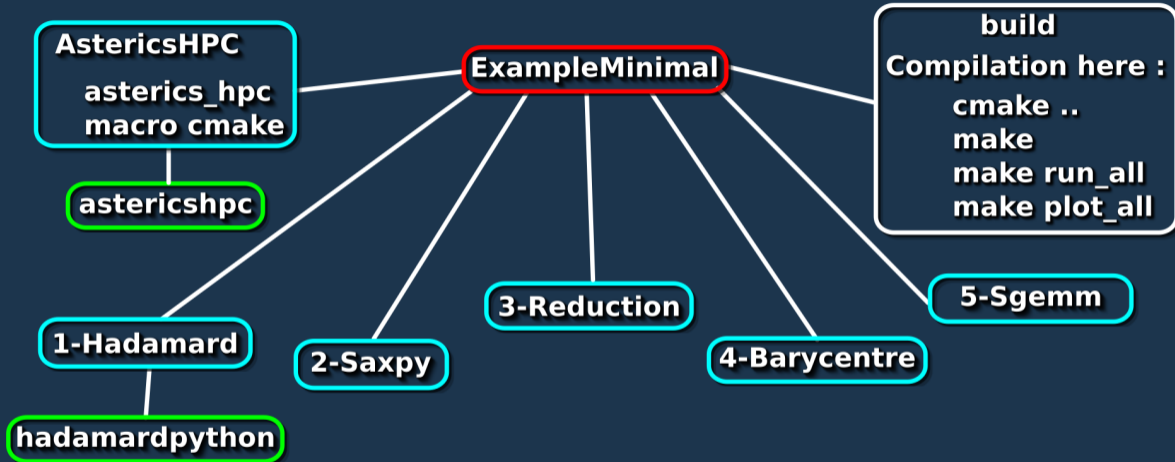 AstericsHPC
asterics_hpc
macro cmake
astericshpc
ExampleMinimal
build
Compilation here :
cmake ..
make
make run_all
make plot_all
1-Hadamard
2-Saxpy
3-Reduction
4-Barycentre
5-Sgemm
hadamardpython